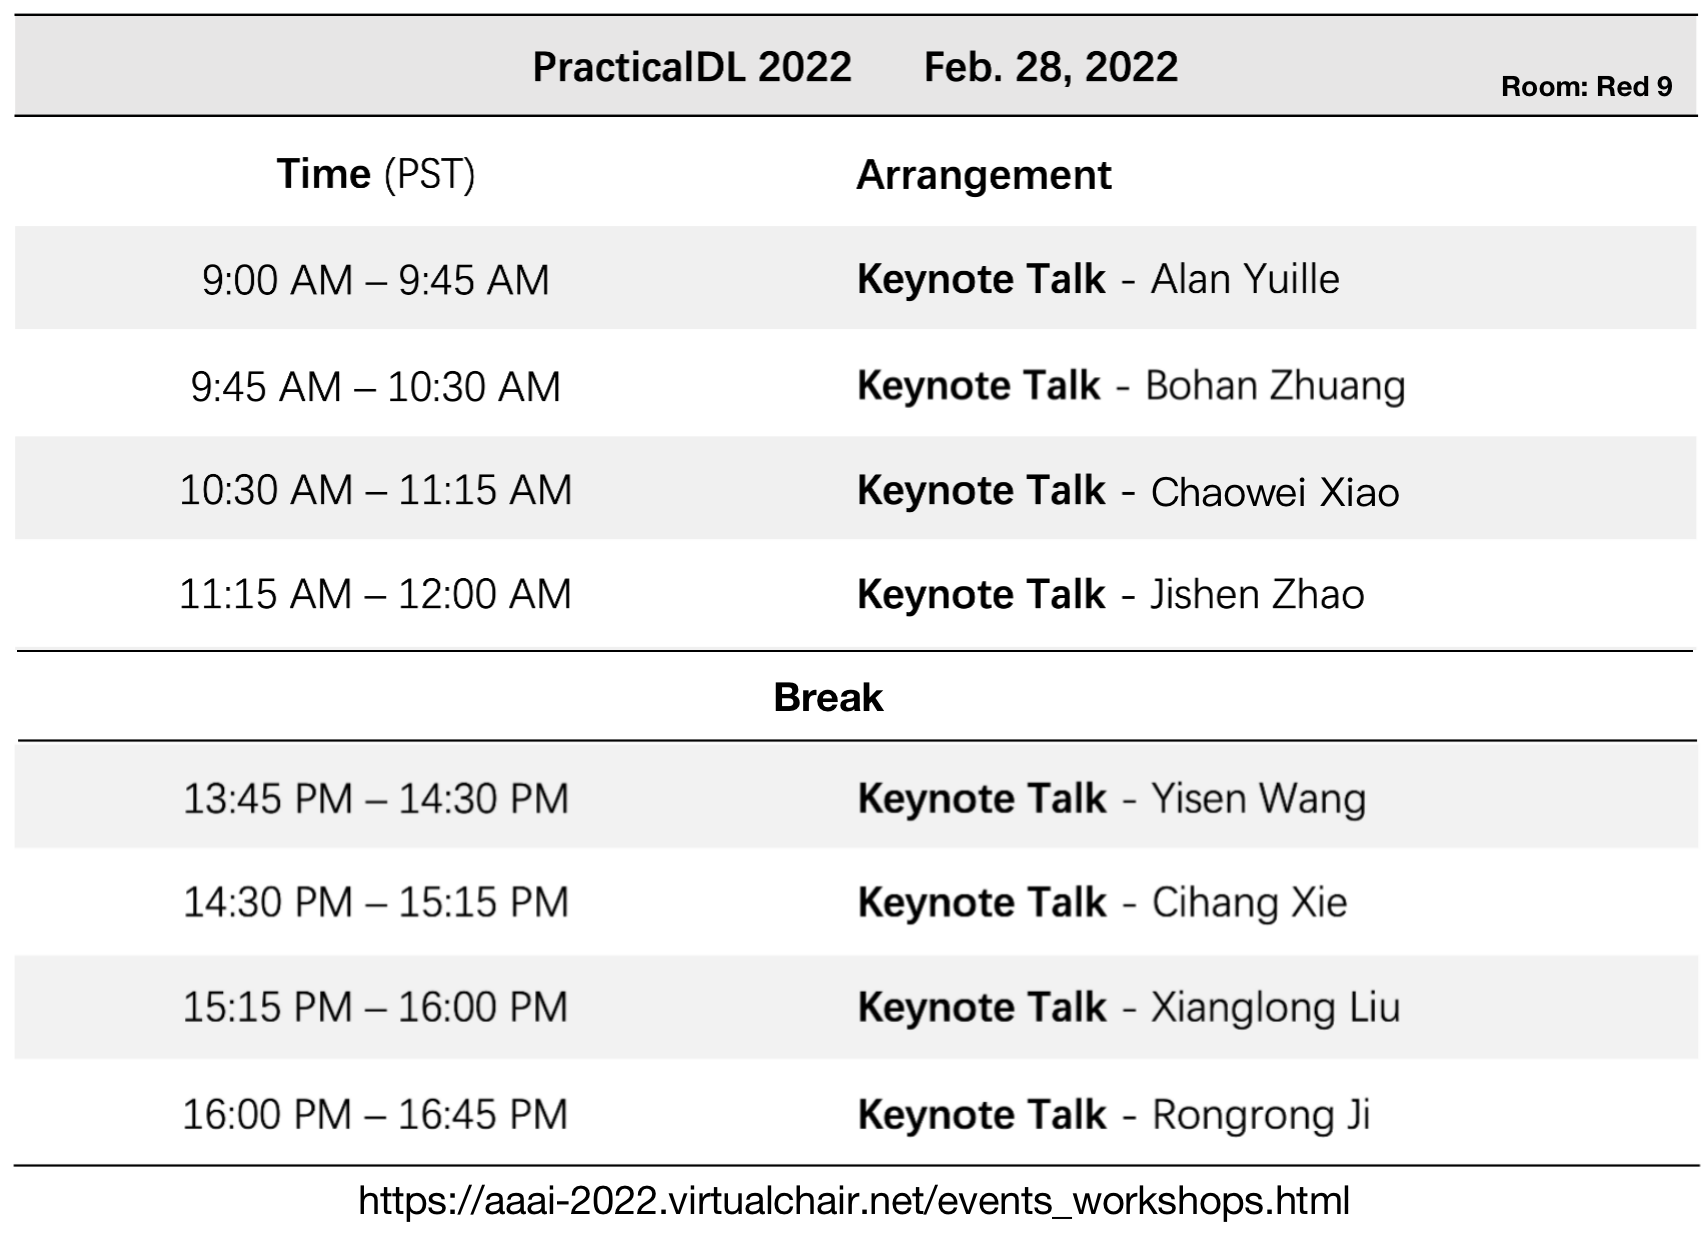 PracticalDL 2022 Feb. 28, 2022 Room: Red 9
Time (PST) Arrangement
9:00 AM – 9:45 AM Keynote Talk - Alan Yuille
9:45 AM – 10:30 AM Keynote Talk - Bohan Zhuang
10:30 AM – 11:15 AM Keynote Talk - Chaowei Xiao
11:15 AM – 12:00 AM Keynote Talk - Jishen Zhao
Break
13:45 PM – 14:30 PM Keynote Talk - Yisen Wang
14:30 PM – 15:15 PM Keynote Talk - Cihang Xie
15:15 PM – 16:00 PM Keynote Talk - Xianglong Liu
16:00 PM – 16:45 PM Keynote Talk - Rongrong Ji
https://aaai-2022.virtualchair.net/events_workshops.html